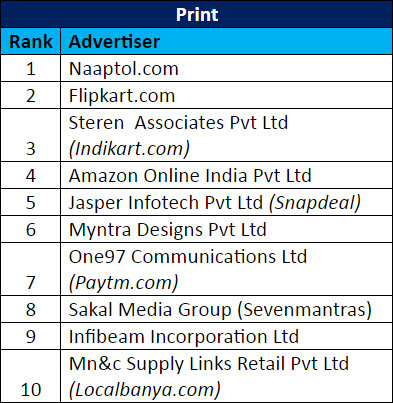 Print
Rank Advertiser
1 Naaptol.com
2 Flipkart.com
Steren Associates Pvt Ltd
3 (Indikart.com)
4 Amazon Online India Pvt Ltd
5 Jasper Infotech Pvt Ltd (Snapdeal)
6 Myntra Designs Pvt Ltd
One97 Communications Ltd
7 (Paytm.com)
8 Sakal Media Group (Sevenmantras)
9 Infibeam Incorporation Ltd
Mn&c Supply Links Retail Pvt Ltd
10 (Localbanya.com)